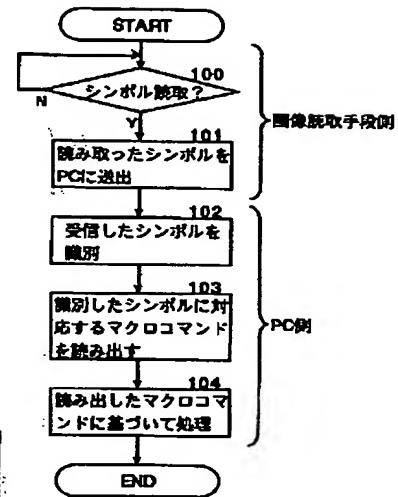 START
100
シンボル読取？
N
Y
101
読み取ったシンボルを
PCに送出
画像読取手段側
102
受信したシンボルを
識別
103
識別したシンボルに対
応するマクロコマンド
を読み出す
PC側
104
読み出したマクロコマ
ンドに基づいて処理
END